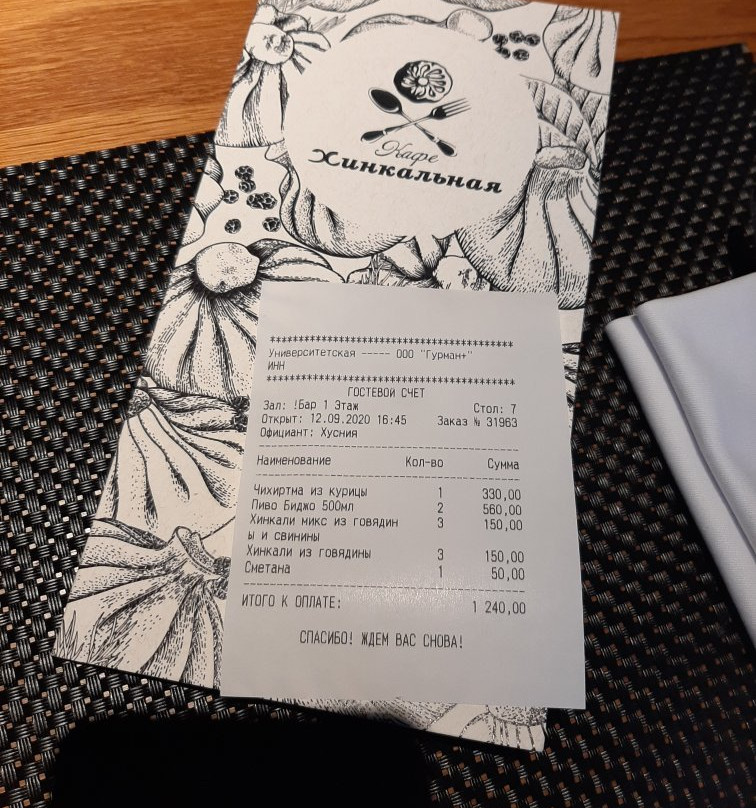 Кафе
Хинкальная
******************************************
Университетская ----- ООО "Гурман+"
ИНН
******************************************
ГОСТЕВОЙ СЧЕТ
Зал: !Бар 1 Этаж Стол: 7
Открыт: 12.09.2020 16:45 Заказ № 31963
Официант: Хусния
Наименование Кол-во Сумма
Чихиртма из курицы 1 330,00
Пиво Биджо 500мл 2 560,00
Хинкали микс из говядин 3 150,00
ы и свинины
Хинкали из говядины 3 150,00
Сметана 1 50,00
ИТОГО К ОПЛАТЕ: 1 240,00
СПАСИБО! ЖДЕМ ВАС СНОВА!